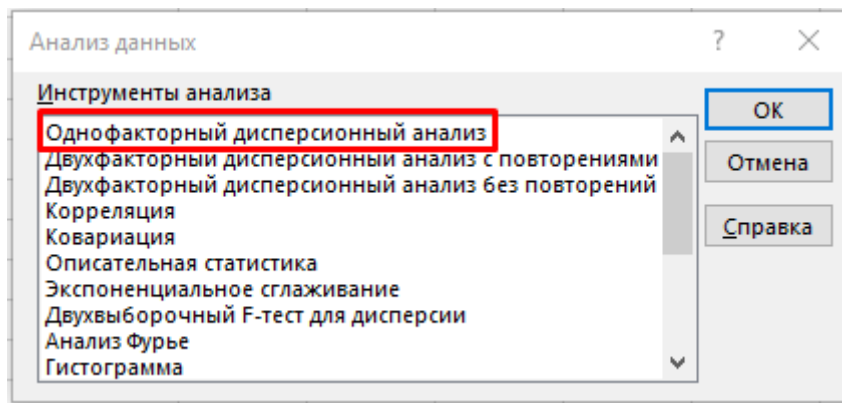 Анализ данных
?
Инструменты анализа
Однофакторный дисперсионный анализ
Двухфакторный дисперсионный анализ с повторениями
Двухфакторный дисперсионный анализ без повторений
Корреляция
Ковариация
Описательная статистика
Экспоненциальное сглаживание
Двухвыборочный F-тест для дисперсии
Анализ Фурье
Гистограмма
ОК
Отмена
Справка